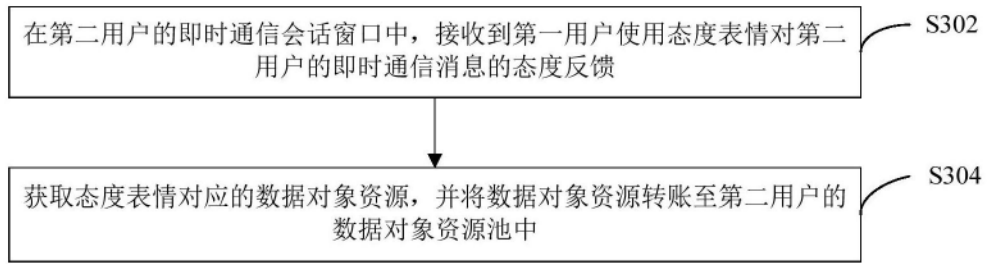 在第二用户的即时通信会话窗口中，接收到第一用户使用态度表情对第二
用户的即时通信消息的态度反馈
S302
获取态度表情对应的数据对象资源，并将数据对象资源转账至第二用户的
数据对象资源池中
S304